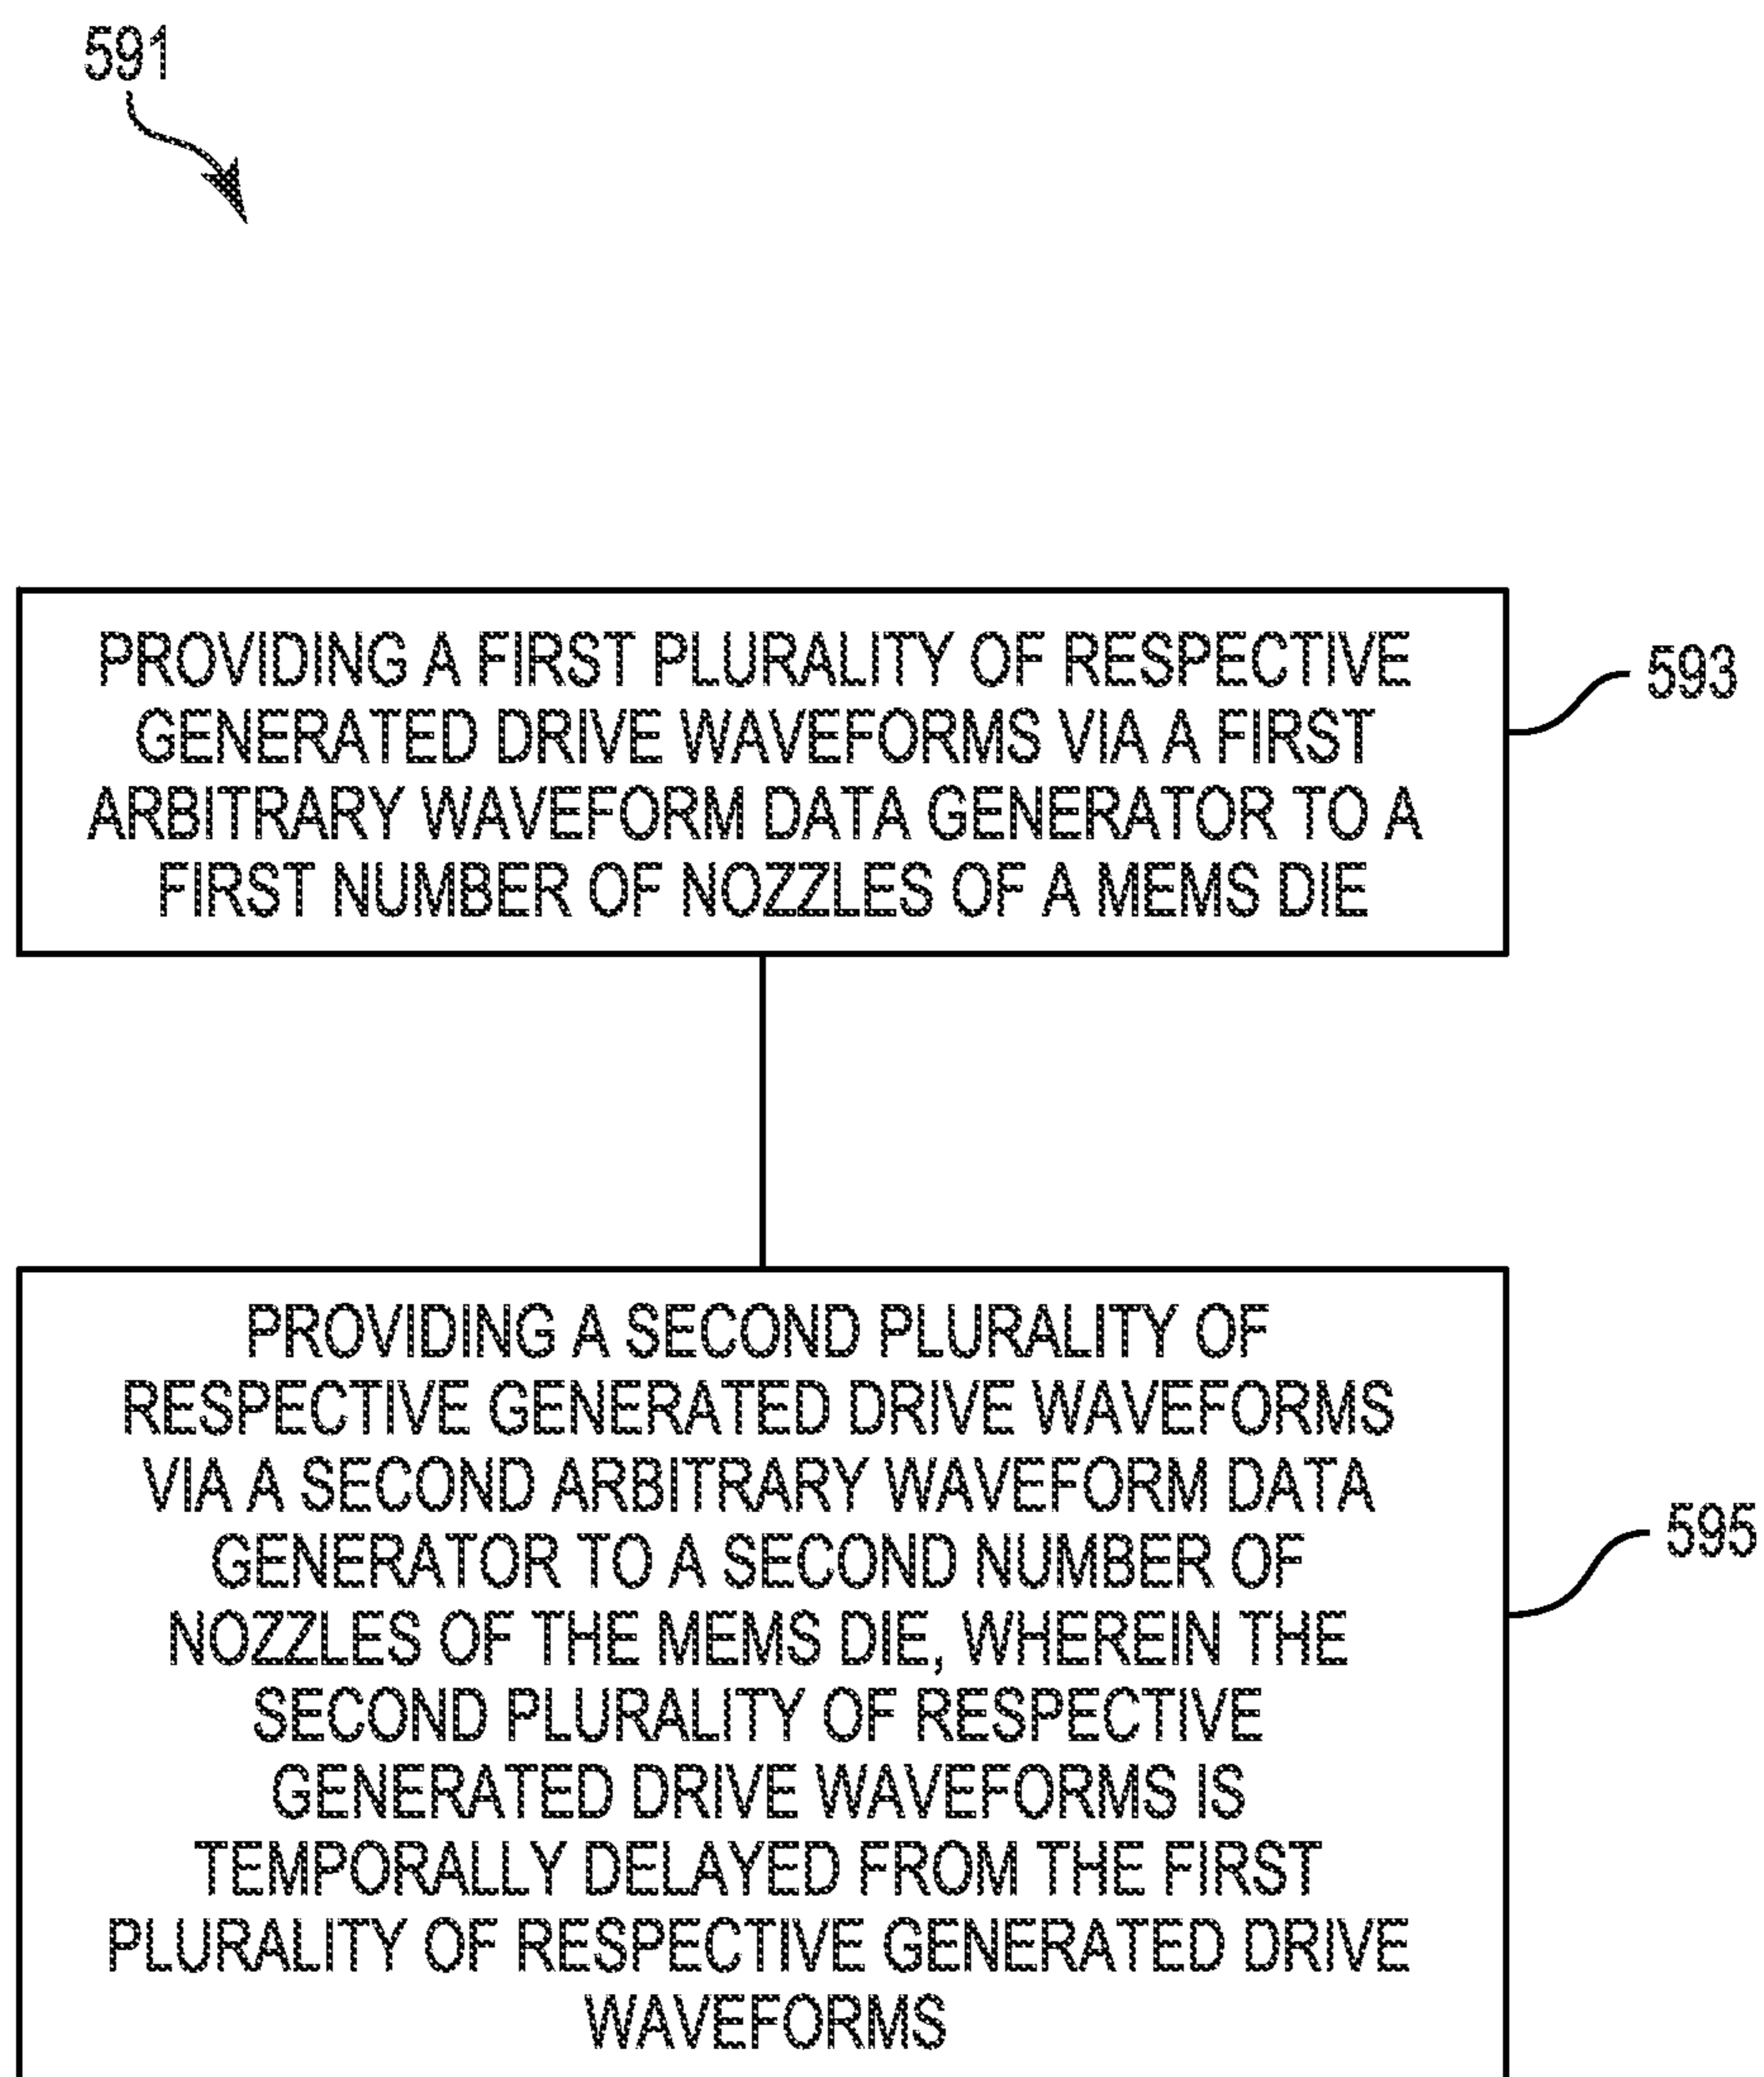 591
PROVIDING A FIRST PLURALITY OF RESPECTIVE
GENERATED DRIVE WAVEFORMS VIA A FIRST
ARBITRARY WAVEFORM DATA GENERATOR TO A
FIRST NUMBER OF NOZZLES OF A MEMS DIE
593
PROVIDING A SECOND PLURALITY OF
RESPECTIVE GENERATED DRIVE WAVEFORMS
VIA A SECOND ARBITRARY WAVEFORM DATA
GENERATOR TO A SECOND NUMBER OF
NOZZLES OF THE MEMS DIE, WHEREIN THE
SECOND PLURALITY OF RESPECTIVE
GENERATED DRIVE WAVEFORMS IS
TEMPORALLY DELAYED FROM THE FIRST
PLURALITY OF RESPECTIVE GENERATED DRIVE
WAVEFORMS
595